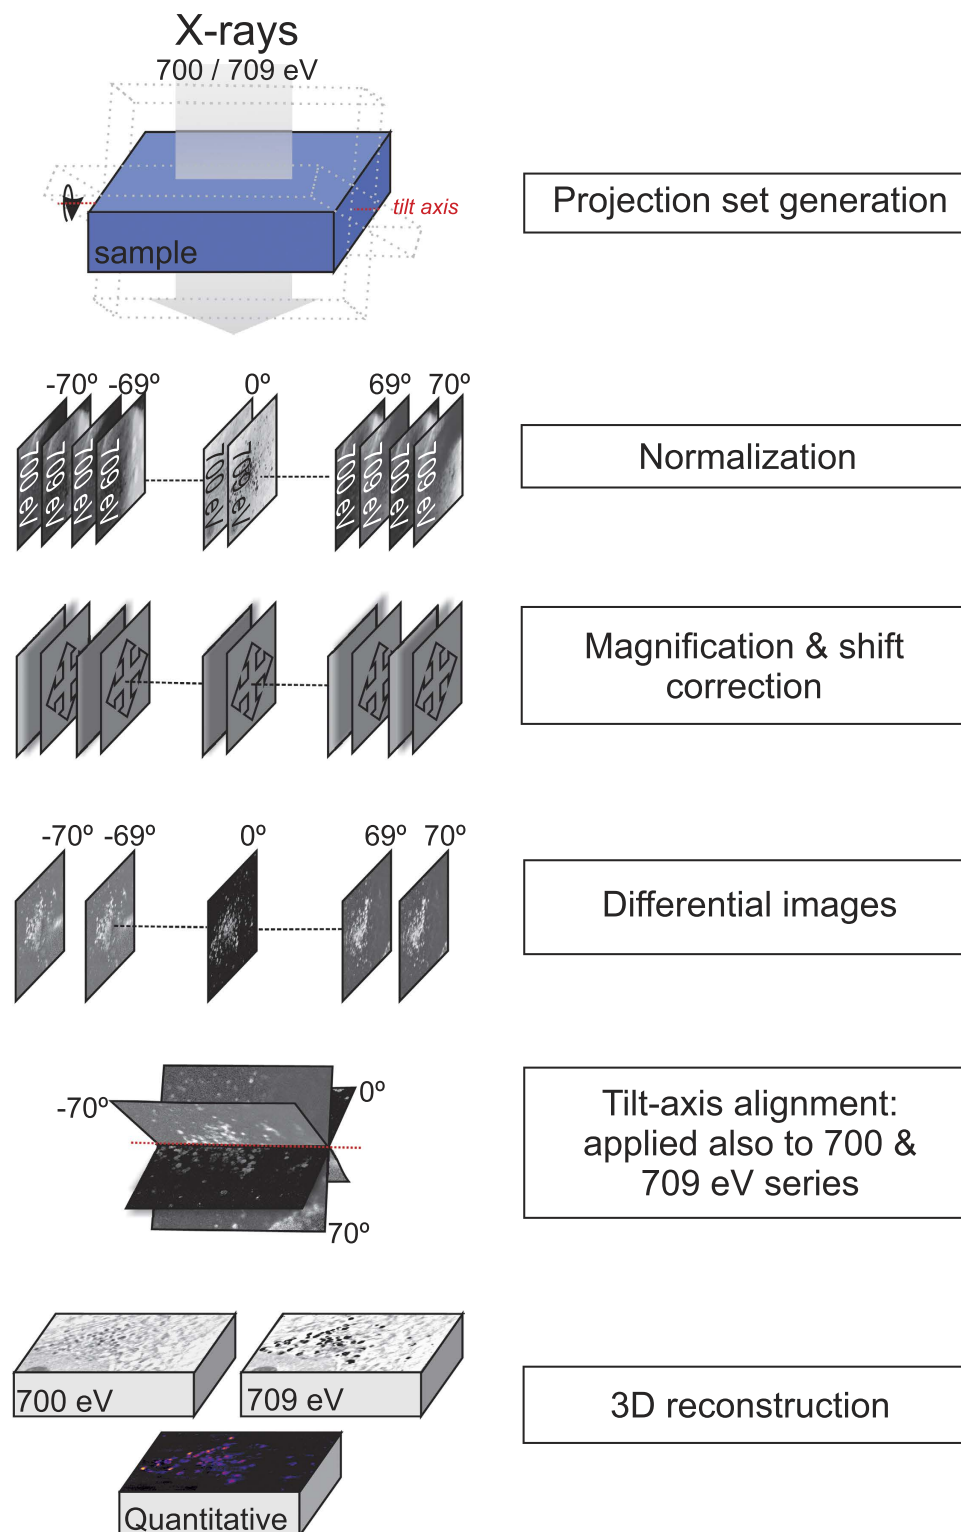 X-rays
700 / 709 eV
tilt axis
sample
Projection set generation
-70º -69º 0º 69º 70º
700 eV 709 eV 700 eV 709 eV 700 eV 709 eV 700 eV 709 eV 700 eV 709 eV
Normalization
Magnification & shift
correction
-70º -69º 0º 69º 70º
Differential images
-70º
0º
70º
Tilt-axis alignment:
applied also to 700 &
709 eV series
700 eV
709 eV
3D reconstruction
Quantitative